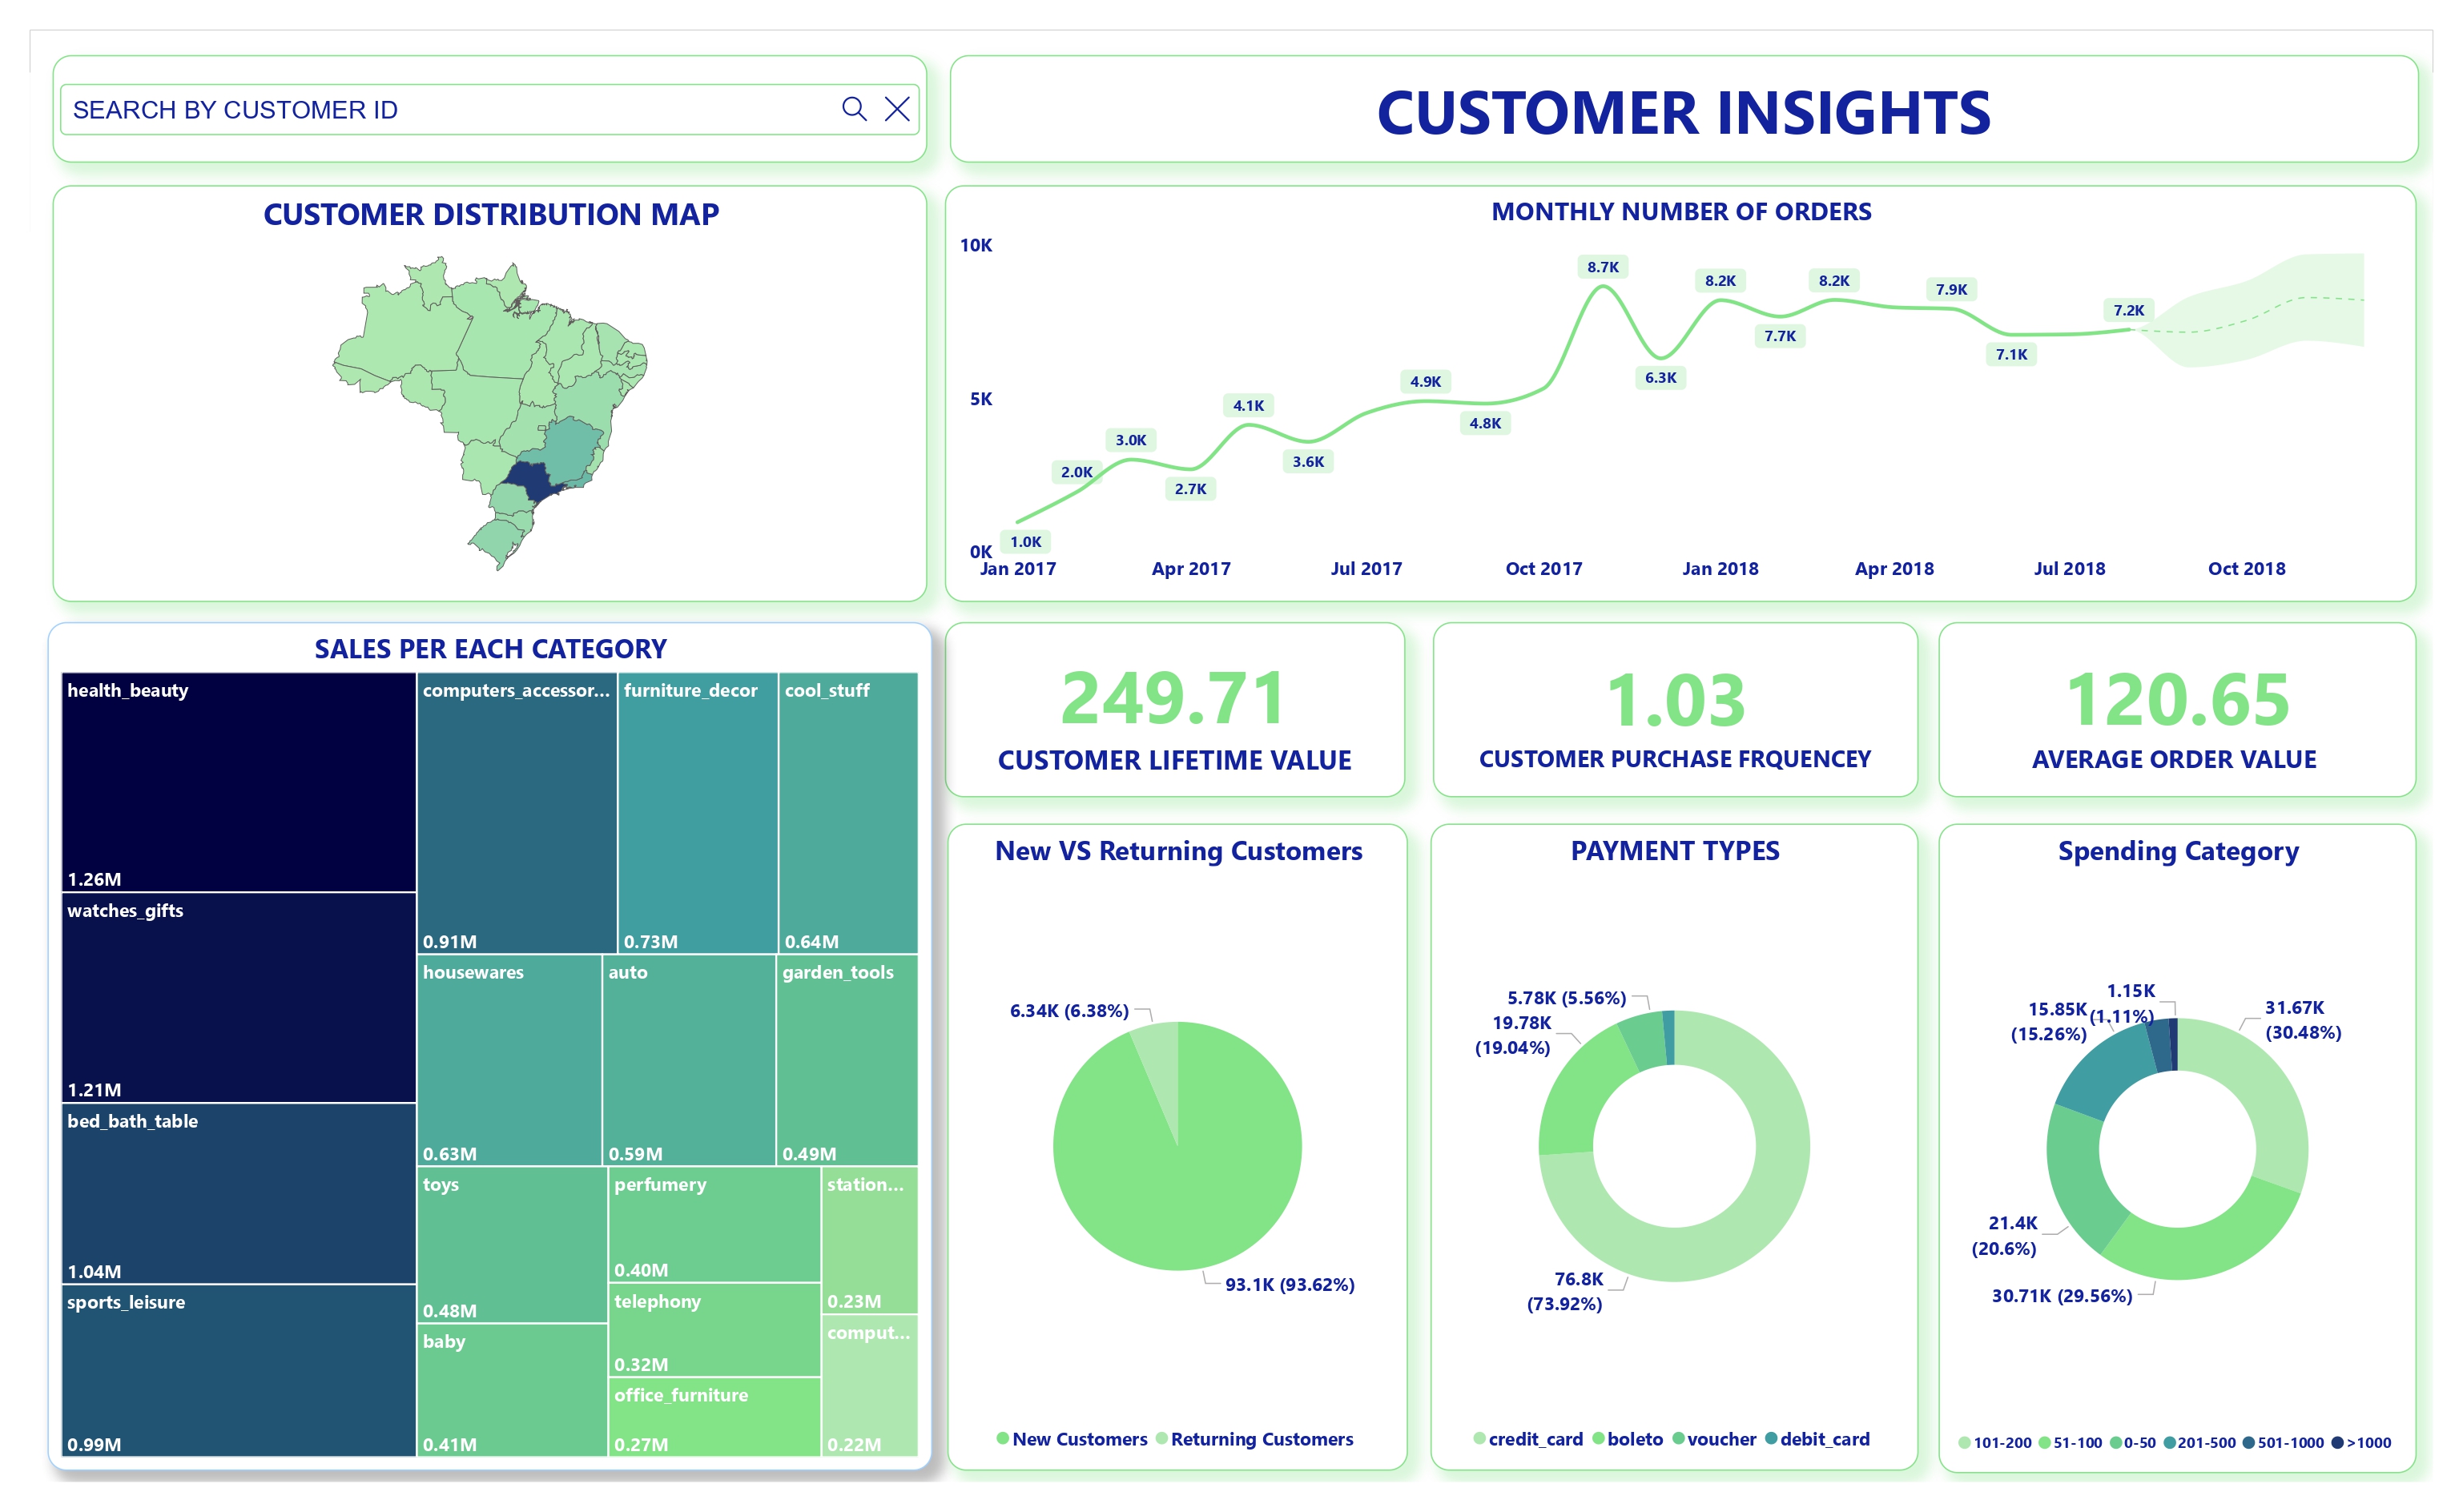 SEARCH BY CUSTOMER ID
CUSTOMER INSIGHTS
CUSTOMER DISTRIBUTION MAP
MONTHLY NUMBER OF ORDERS
10K
5K
0K
1.0K
2.0K
3.0K
2.7K
4.1K
3.6K
4.9K
4.8K
8.7K
6.3K
8.2K
7.7K
8.2K
7.9K
7.1K
7.2K
Jan 2017
Apr 2017
Jul 2017
Oct 2017
Jan 2018
Apr 2018
Jul 2018
Oct 2018
SALES PER EACH CATEGORY
health_beauty
1.26M
watches_gifts
1.21M
bed_bath_table
1.04M
sports_leisure
0.99M
computers_accessor...
0.91M
furniture_decor
0.73M
cool_stuff
0.64M
housewares
0.63M
auto
0.59M
garden_tools
0.49M
toys
0.48M
baby
0.41M
perfumery
0.40M
telephony
0.32M
office_furniture
0.27M
station...
0.23M
comput...
0.22M
249.71
CUSTOMER LIFETIME VALUE
1.03
CUSTOMER PURCHASE FRQUENCEY
120.65
AVERAGE ORDER VALUE
New VS Returning Customers
6.34K (6.38%)
93.1K (93.62%)
New Customers
Returning Customers
PAYMENT TYPES
5.78K (5.56%)
19.78K
(19.04%)
76.8K
(73.92%)
credit_card
boleto
voucher
debit_card
Spending Category
1.15K
(1.11%)
15.85K
(15.26%)
31.67K
(30.48%)
21.4K
(20.6%)
30.71K (29.56%)
101-200
51-100
0-50
201-500
501-1000
>1000